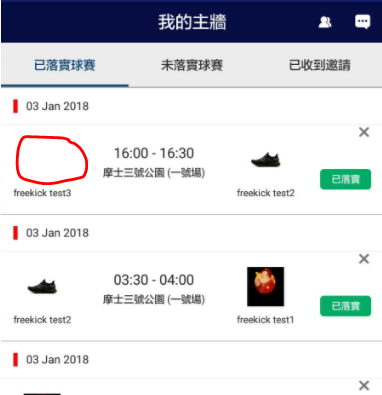 我的主牆
已落實球賽 未落實球賽 已收到邀請
03 Jan 2018
16:00 - 16:30
摩士三號公園 (一號場)
已落實
freekick test3 freekick test2
03 Jan 2018
03:30 - 04:00
摩士三號公園 (一號場)
已落實
freekick test2 freekick test1
03 Jan 2018